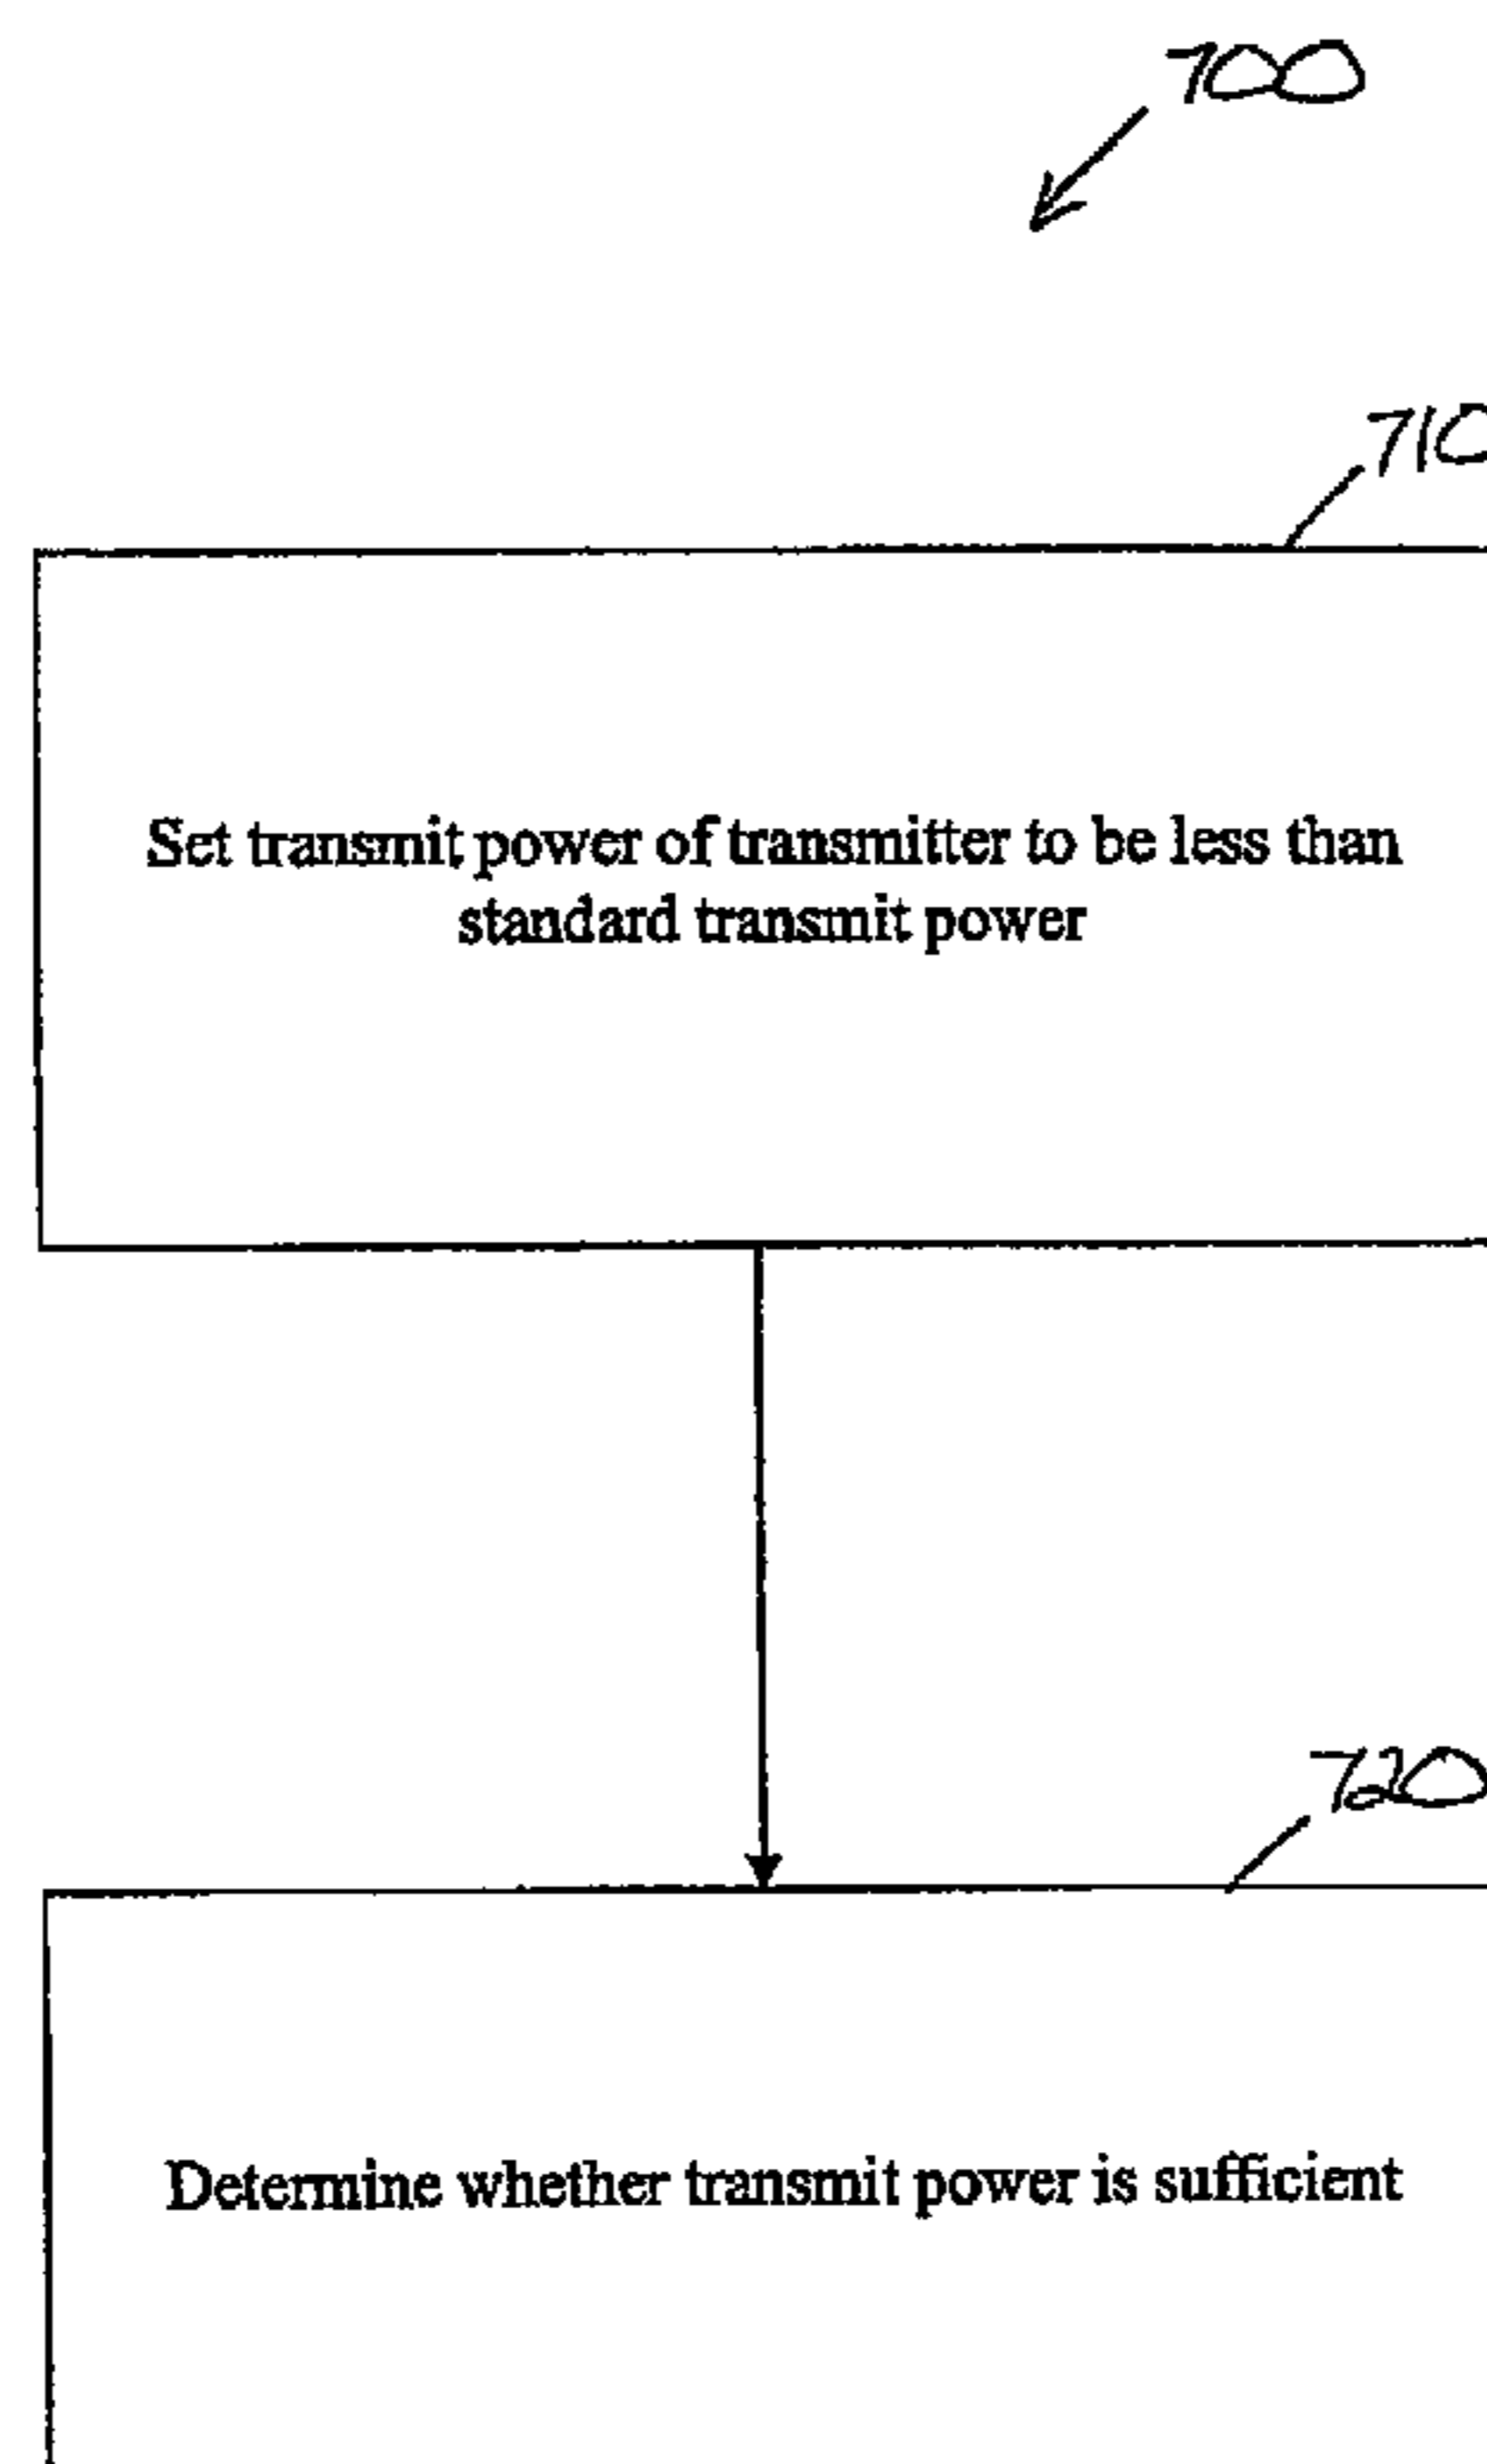 700
710
Set transmit power of transmitter to be less than
standard transmit power
720
Determine whether transmit power is sufficient